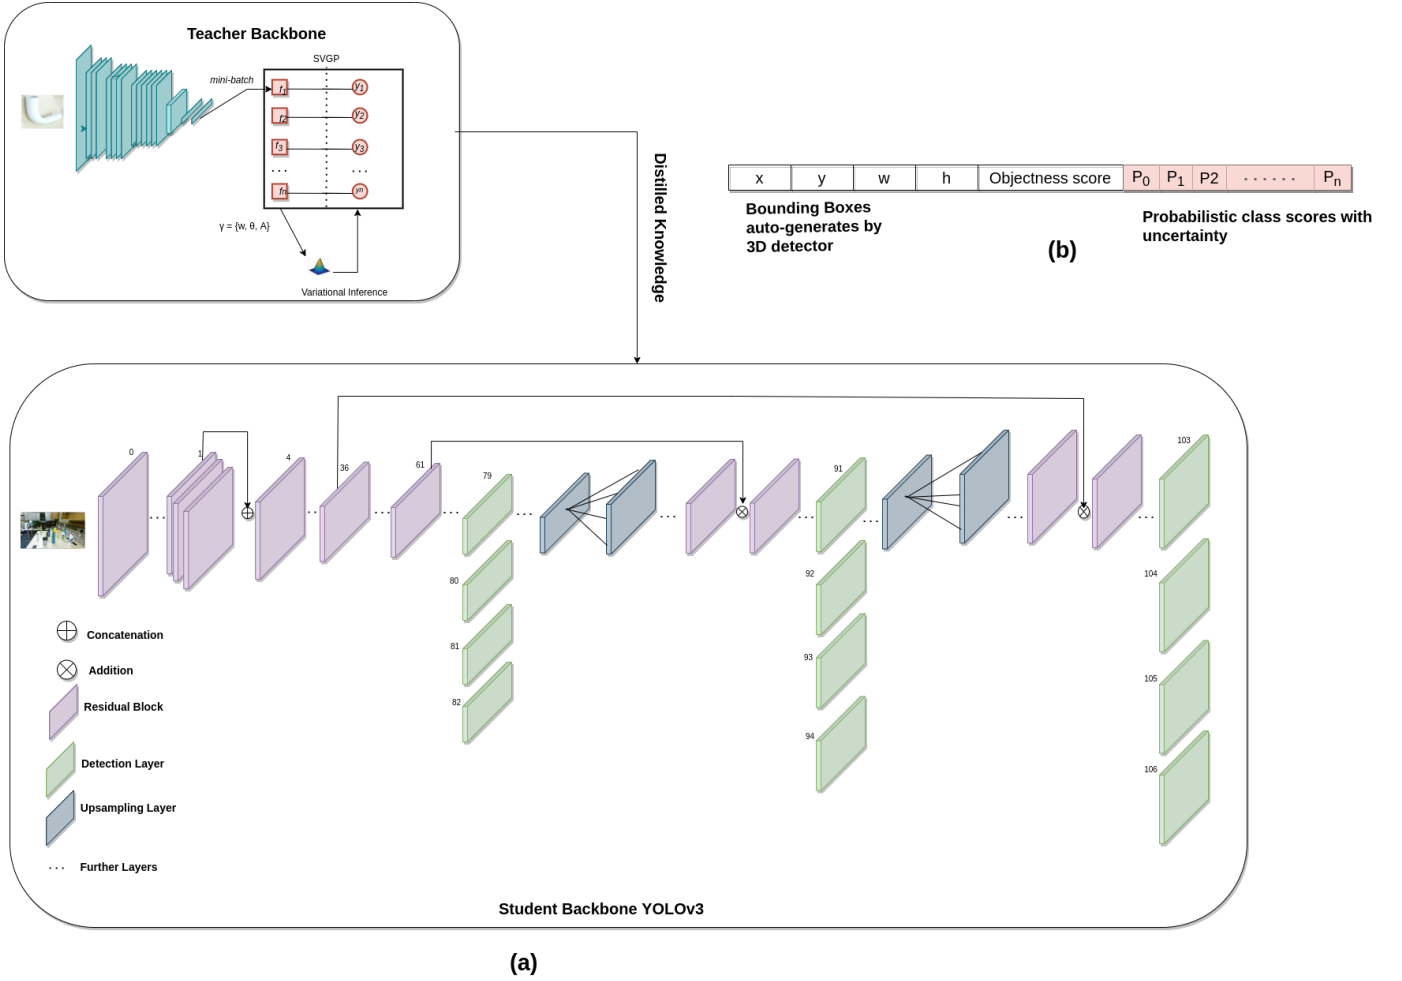 Teacher Backbone
SVGP
mini-batch
f1 y1
f2 y2
f3 y3
... ...
fn yn
γ = {w, θ, A}
Variational Inference
Distilled Knowledge
x y w h Objectness score P0 P1 P2 ...... Pn
Bounding Boxes
auto-generates by
3D detector
Probabilistic class scores with
uncertainty
(b)
0 1 4 36 61 79 91 103
80 92 104
81 93 105
82 94 106
Concatenation
Addition
Residual Block
Detection Layer
Upsampling Layer
... Further Layers
Student Backbone YOLOv3
(a)